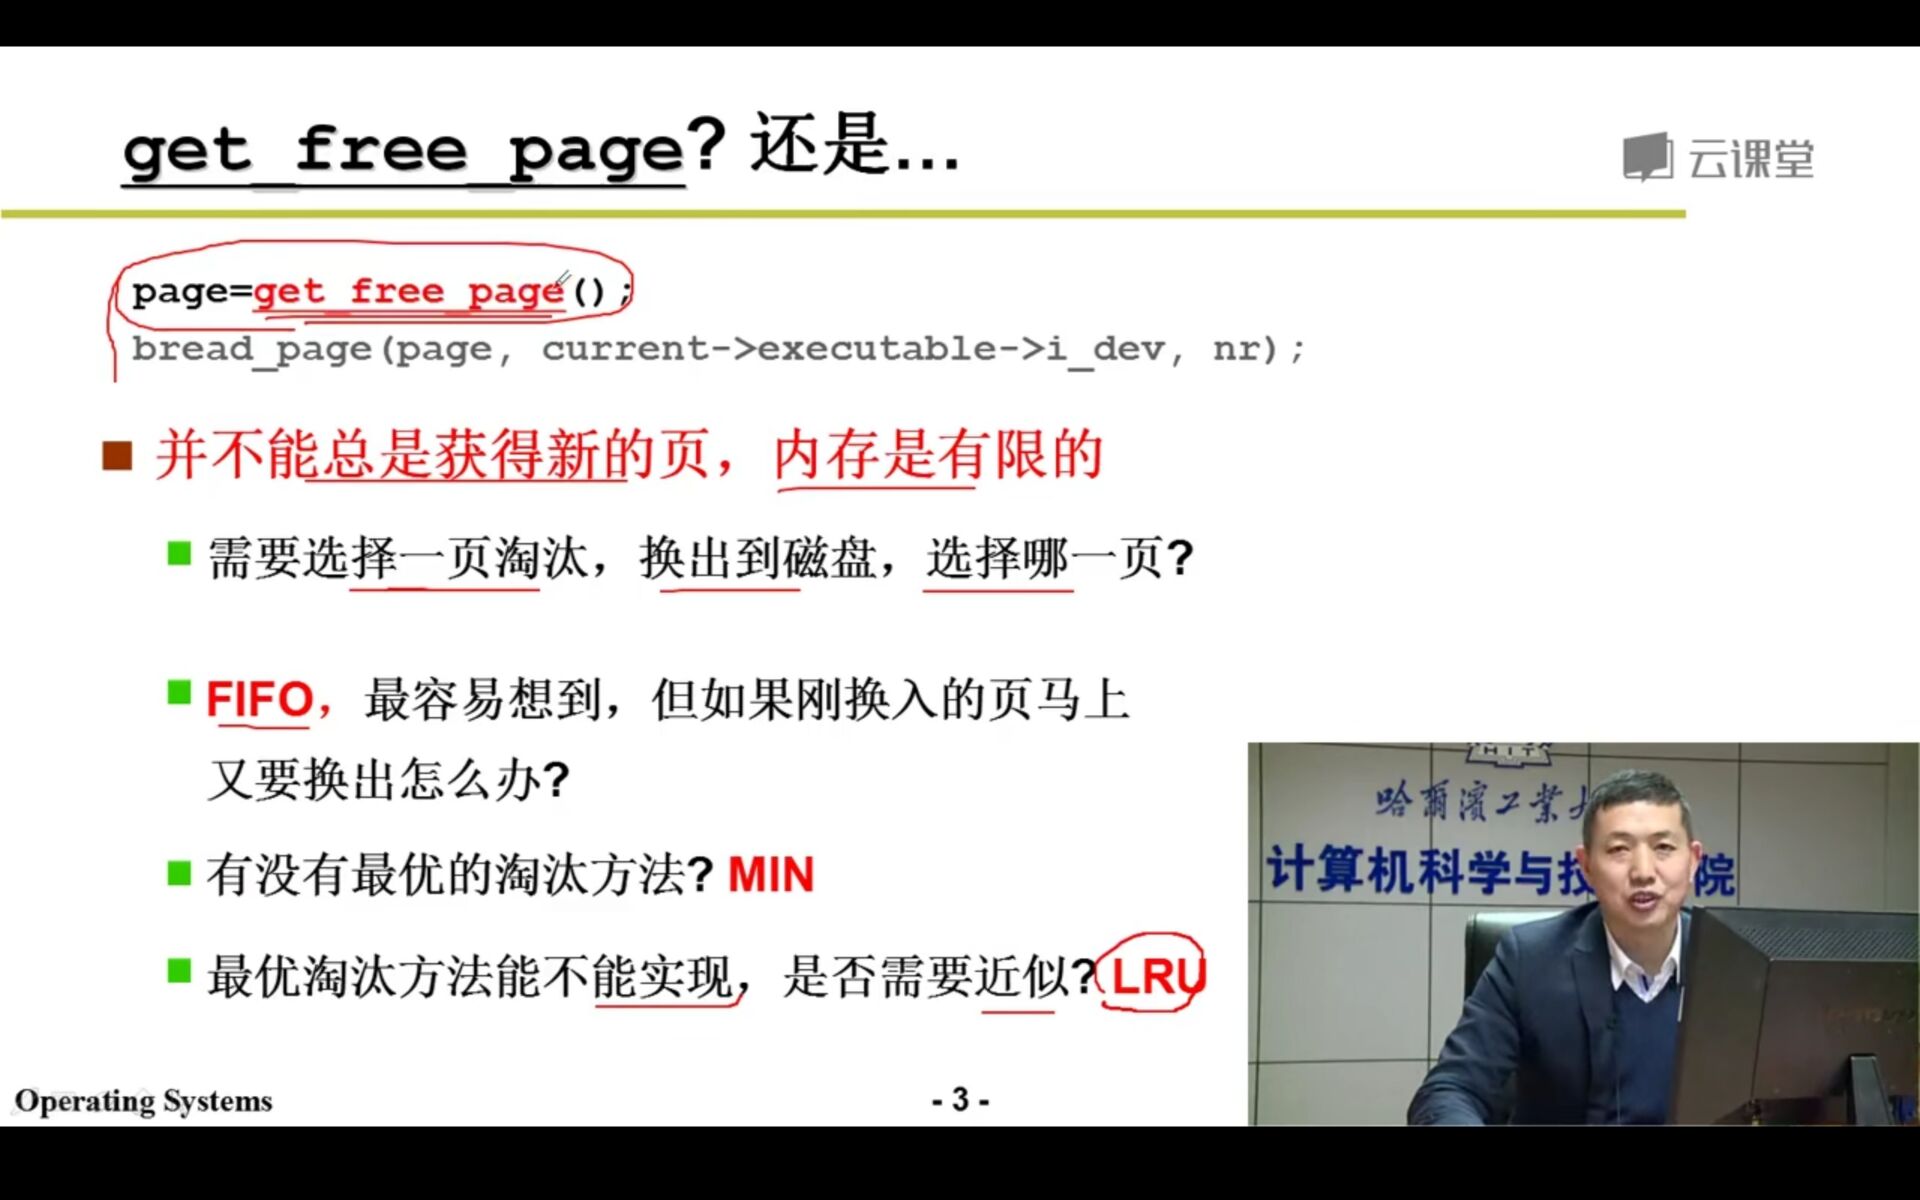 get_free_page? 还是...
云课堂
page=get_free_page();
bread_page(page, current->executable->i_dev, nr);
并不能总是获得新的页，内存是有限的
需要选择一页淘汰，换出到磁盘，选择哪一页?
FIFO，最容易想到，但如果刚换入的页马上
又要换出怎么办?
有没有最优的淘汰方法? MIN
最优淘汰方法能不能实现，是否需要近似? LRU
HIT
哈爾濱工業大
计算机科学与技 院
Operating Systems
- 3 -